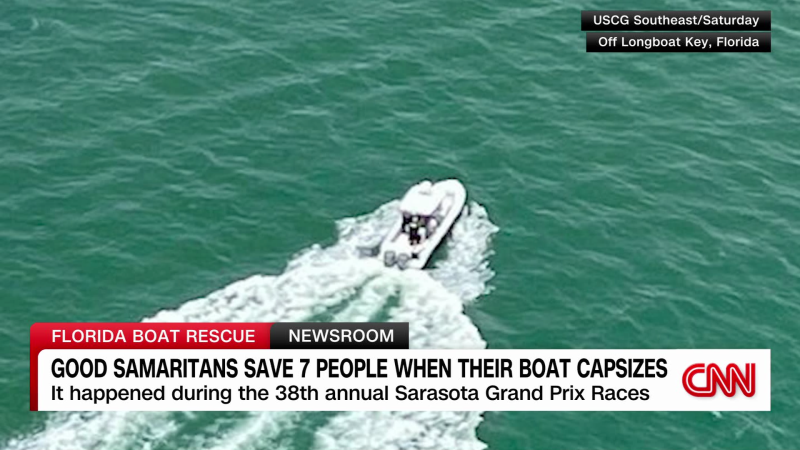 USCG Southeast/Saturday
Off Longboat Key, Florida
FLORIDA BOAT RESCUE
NEWSROOM
GOOD SAMARITANS SAVE 7 PEOPLE WHEN THEIR BOAT CAPSIZES
It happened during the 38th annual Sarasota Grand Prix Races
CNN